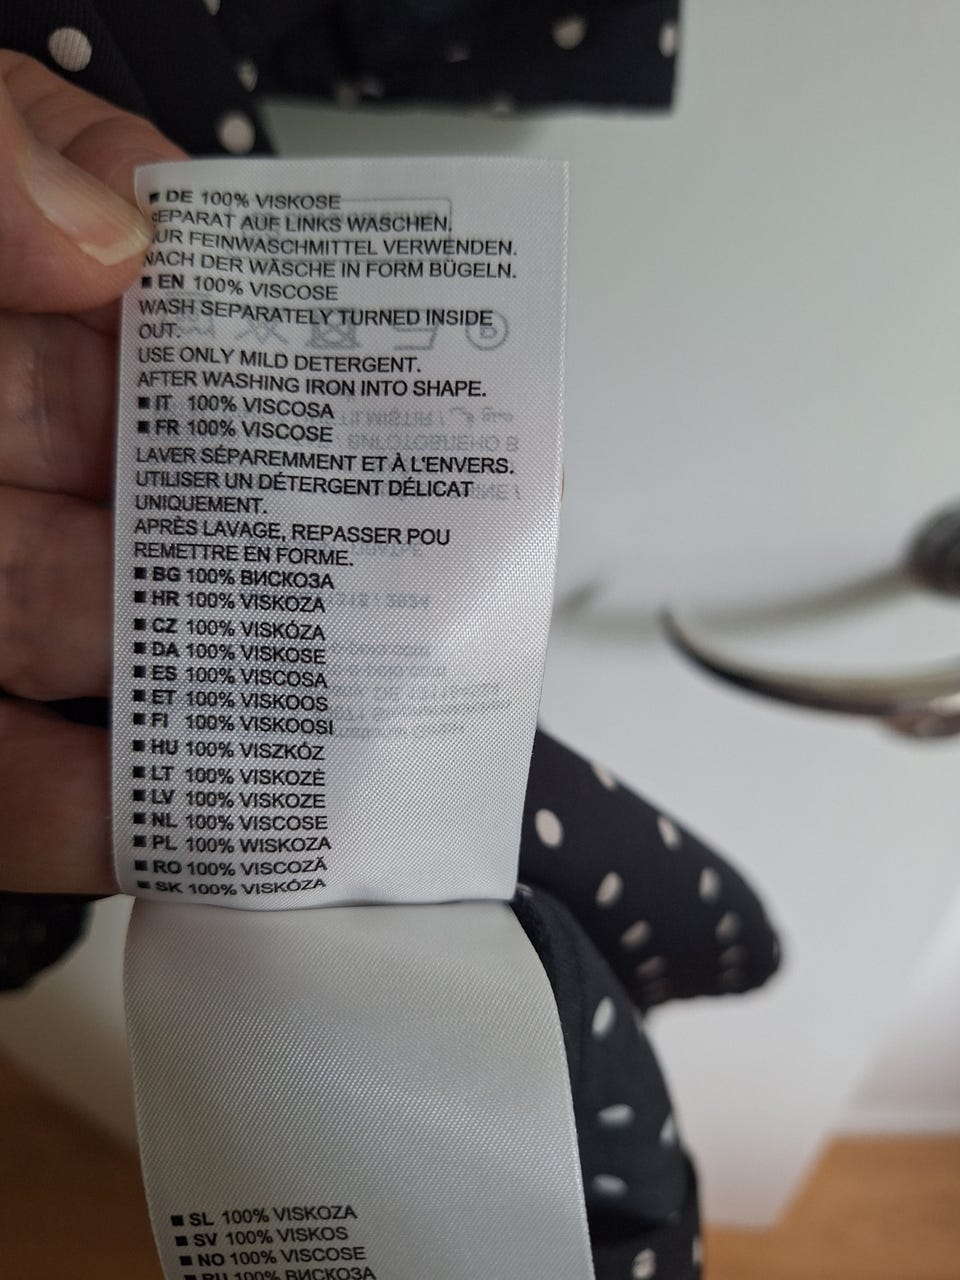 ■ DE 100% VISKOSE
SEPARAT AUF LINKS WASCHEN.
NUR FEINWASCHMITTEL VERWENDEN.
NACH DER WÄSCHE IN FORM BÜGELN.
■ EN 100% VISCOSE
WASH SEPARATELY TURNED INSIDE
OUT.
USE ONLY MILD DETERGENT.
AFTER WASHING IRON INTO SHAPE.
■ IT 100% VISCOSA
■ FR 100% VISCOSE
LAVER SÉPAREMMENT ET À L'ENVERS.
UTILISER UN DÉTERGENT DÉLICAT
UNIQUEMENT.
APRÈS LAVAGE, REPASSER POU
REMETTRE EN FORME.
■ BG 100% ВИСКОЗА
■ HR 100% VISKOZA
■ CZ 100% VISKÓZA
■ DA 100% VISKOSE
■ ES 100% VISCOSA
■ ET 100% VISKOOS
■ FI 100% VISKOOSI
■ HU 100% VISZKÓZ
■ LT 100% VISKOZĖ
■ LV 100% VISKOZE
■ NL 100% VISCOSE
■ PL 100% WISKOZA
■ RO 100% VISCOZĂ
■ SK 100% VISKÓZA
■ SL 100% VISKOZA
■ SV 100% VISKOS
■ NO 100% VISCOSE
■ RU 100% ВИСКОЗА